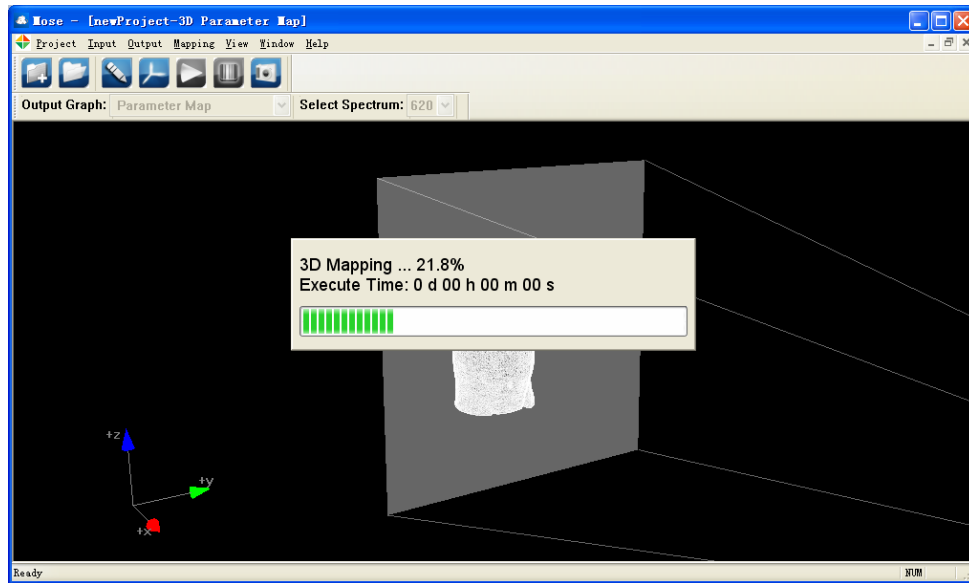 Mose - [newProject-3D Parameter Map]
Project Input Output Mapping View Window Help
Output Graph: Parameter Map Select Spectrum: 620
3D Mapping ... 21.8%
Execute Time: 0 d 00 h 00 m 00 s
+z
+y
+x
Ready NUM